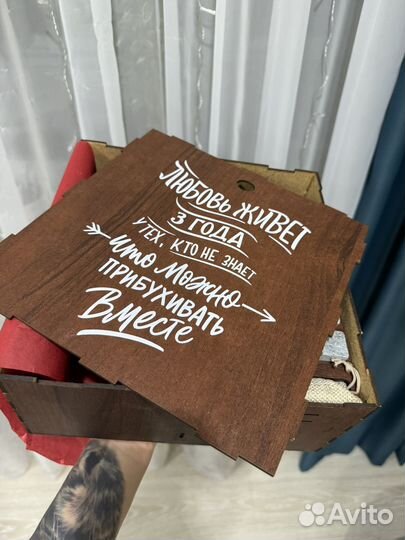 ЛЮБОВЬ ЖИВЕТ
3 ГОДА
У ТЕХ, КТО НЕ ЗНАЕТ
что можно
ПРИБУХИВАТЬ
Вместе
Avito